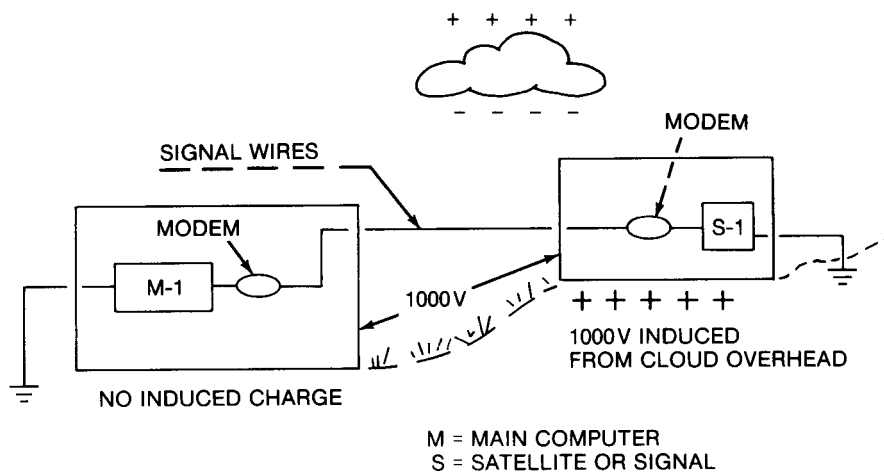 + + + +
- - - -
MODEM
SIGNAL WIRES
MODEM
S-1
M-1
1000 V
+ + + + +
1000V INDUCED
FROM CLOUD OVERHEAD
NO INDUCED CHARGE
M = MAIN COMPUTER
S = SATELLITE OR SIGNAL